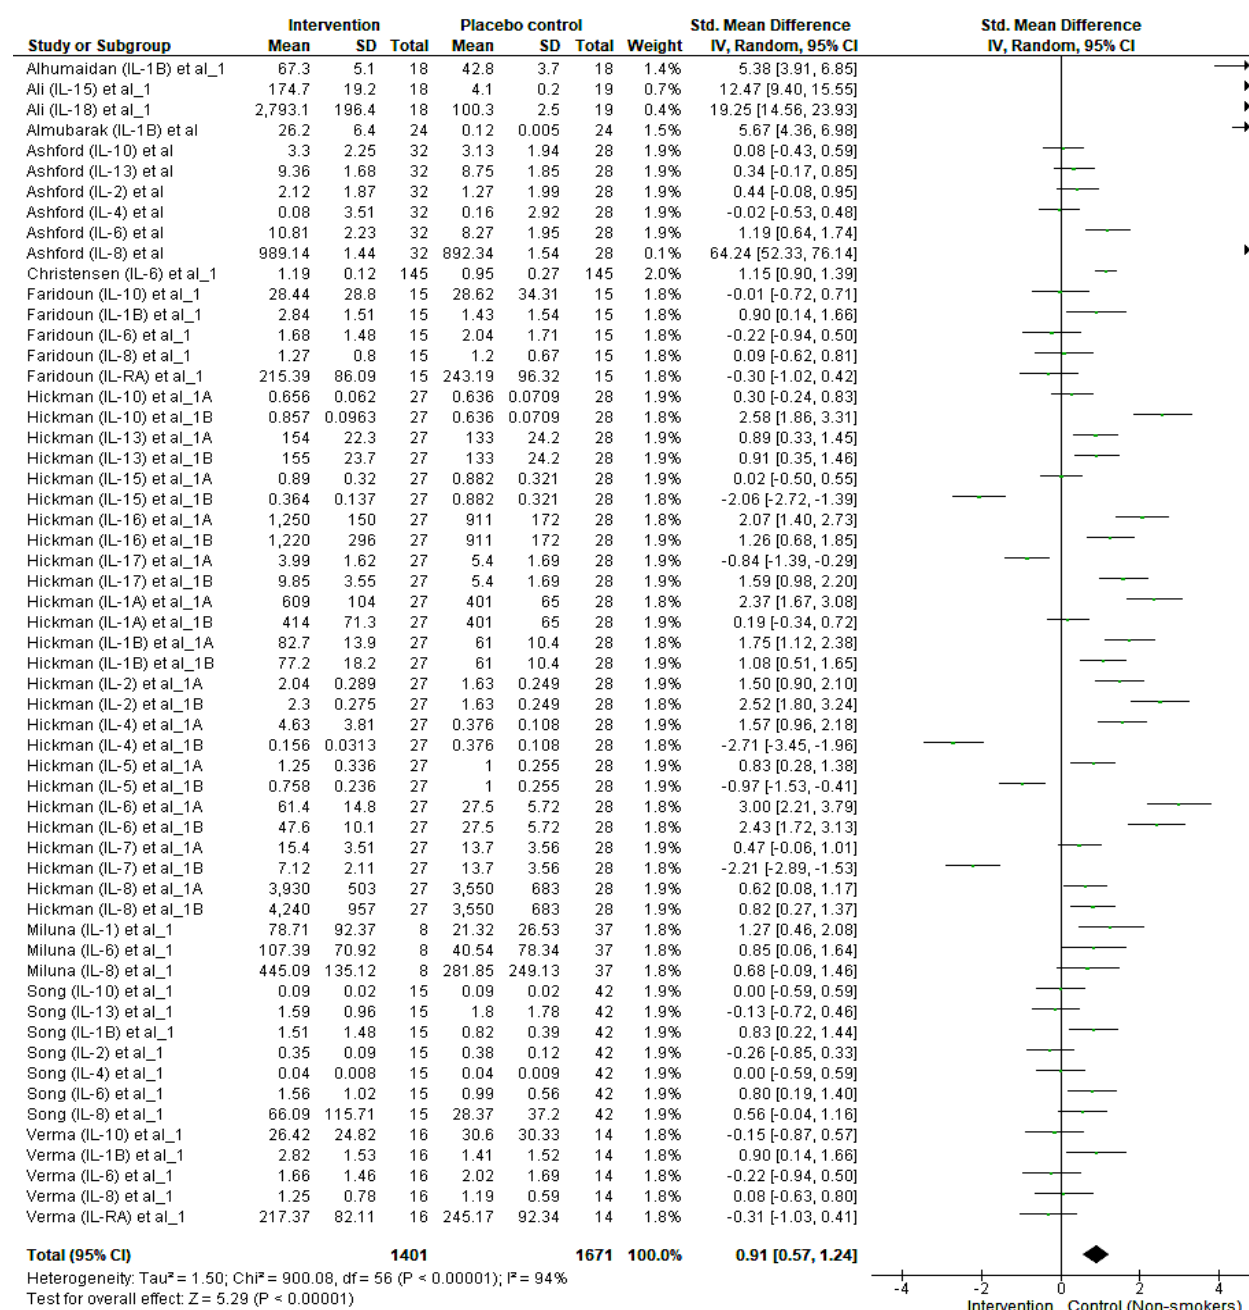 Intervention Placebo control Std. Mean Difference Std. Mean Difference
Study or Subgroup Mean SD Total Mean SD Total Weight IV, Random, 95% CI IV, Random, 95% CI
Alhumaidan (IL-1B) et al_1 67.3 5.1 18 42.8 3.7 18 1.4% 5.38 [3.91, 6.85]
Ali (IL-15) et al_1 174.7 19.2 18 4.1 0.2 19 0.7% 12.47 [9.40, 15.55]
Ali (IL-18) et al_1 2,793.1 196.4 18 100.3 2.5 19 0.4% 19.25 [14.56, 23.93]
Almubarak (IL-1B) et al 26.2 6.4 24 0.12 0.005 24 1.5% 5.67 [4.36, 6.98]
Ashford (IL-10) et al 3.3 2.25 32 3.13 1.94 28 1.9% 0.08 [-0.43, 0.59]
Ashford (IL-13) et al 9.36 1.68 32 8.75 1.85 28 1.9% 0.34 [-0.17, 0.85]
Ashford (IL-2) et al 2.12 1.87 32 1.27 1.99 28 1.9% 0.44 [-0.08, 0.95]
Ashford (IL-4) et al 0.08 3.51 32 0.16 2.92 28 1.9% -0.02 [-0.53, 0.48]
Ashford (IL-6) et al 10.81 2.23 32 8.27 1.95 28 1.9% 1.19 [0.64, 1.74]
Ashford (IL-8) et al 989.14 1.44 32 892.34 1.54 28 0.1% 64.24 [52.33, 76.14]
Christensen (IL-6) et al_1 1.19 0.12 145 0.95 0.27 145 2.0% 1.15 [0.90, 1.39]
Faridoun (IL-10) et al_1 28.44 28.8 15 28.62 34.31 15 1.8% -0.01 [-0.72, 0.71]
Faridoun (IL-1B) et al_1 2.84 1.51 15 1.43 1.54 15 1.8% 0.90 [0.14, 1.66]
Faridoun (IL-6) et al_1 1.68 1.48 15 2.04 1.71 15 1.8% -0.22 [-0.94, 0.50]
Faridoun (IL-8) et al_1 1.27 0.8 15 1.2 0.67 15 1.8% 0.09 [-0.62, 0.81]
Faridoun (IL-RA) et al_1 215.39 86.09 15 243.19 96.32 15 1.8% -0.30 [-1.02, 0.42]
Hickman (IL-10) et al_1A 0.656 0.062 27 0.636 0.0709 28 1.9% 0.30 [-0.24, 0.83]
Hickman (IL-10) et al_1B 0.857 0.0963 27 0.636 0.0709 28 1.8% 2.58 [1.86, 3.31]
Hickman (IL-13) et al_1A 154 22.3 27 133 24.2 28 1.9% 0.89 [0.33, 1.45]
Hickman (IL-13) et al_1B 155 23.7 27 133 24.2 28 1.9% 0.91 [0.35, 1.46]
Hickman (IL-15) et al_1A 0.89 0.32 27 0.882 0.321 28 1.9% 0.02 [-0.50, 0.55]
Hickman (IL-15) et al_1B 0.364 0.137 27 0.882 0.321 28 1.8% -2.06 [-2.72, -1.39]
Hickman (IL-16) et al_1A 1,250 150 27 911 172 28 1.8% 2.07 [1.40, 2.73]
Hickman (IL-16) et al_1B 1,220 296 27 911 172 28 1.9% 1.26 [0.68, 1.85]
Hickman (IL-17) et al_1A 3.99 1.62 27 5.4 1.69 28 1.9% -0.84 [-1.39, -0.29]
Hickman (IL-17) et al_1B 9.85 3.55 27 5.4 1.69 28 1.9% 1.59 [0.98, 2.20]
Hickman (IL-1A) et al_1A 609 104 27 401 65 28 1.8% 2.37 [1.67, 3.08]
Hickman (IL-1A) et al_1B 414 71.3 27 401 65 28 1.9% 0.19 [-0.34, 0.72]
Hickman (IL-1B) et al_1A 82.7 13.9 27 61 10.4 28 1.8% 1.75 [1.12, 2.38]
Hickman (IL-1B) et al_1B 77.2 18.2 27 61 10.4 28 1.9% 1.08 [0.51, 1.65]
Hickman (IL-2) et al_1A 2.04 0.289 27 1.63 0.249 28 1.9% 1.50 [0.90, 2.10]
Hickman (IL-2) et al_1B 2.3 0.275 27 1.63 0.249 28 1.8% 2.52 [1.80, 3.24]
Hickman (IL-4) et al_1A 4.63 3.81 27 0.376 0.108 28 1.9% 1.57 [0.96, 2.18]
Hickman (IL-4) et al_1B 0.156 0.0313 27 0.376 0.108 28 1.8% -2.71 [-3.45, -1.96]
Hickman (IL-5) et al_1A 1.25 0.336 27 1 0.255 28 1.9% 0.83 [0.28, 1.38]
Hickman (IL-5) et al_1B 0.758 0.236 27 1 0.255 28 1.9% -0.97 [-1.53, -0.41]
Hickman (IL-6) et al_1A 61.4 14.8 27 27.5 5.72 28 1.8% 3.00 [2.21, 3.79]
Hickman (IL-6) et al_1B 47.6 10.1 27 27.5 5.72 28 1.8% 2.43 [1.72, 3.13]
Hickman (IL-7) et al_1A 15.4 3.51 27 13.7 3.56 28 1.9% 0.47 [-0.06, 1.01]
Hickman (IL-7) et al_1B 7.12 2.11 27 13.7 3.56 28 1.8% -2.21 [-2.89, -1.53]
Hickman (IL-8) et al_1A 3,930 503 27 3,550 683 28 1.9% 0.62 [0.08, 1.17]
Hickman (IL-8) et al_1B 4,240 957 27 3,550 683 28 1.9% 0.82 [0.27, 1.37]
Miluna (IL-1) et al_1 78.71 92.37 8 21.32 26.53 37 1.8% 1.27 [0.46, 2.08]
Miluna (IL-6) et al_1 107.39 70.92 8 40.54 78.34 37 1.8% 0.85 [0.06, 1.64]
Miluna (IL-8) et al_1 445.09 135.12 8 281.85 249.13 37 1.8% 0.68 [-0.09, 1.46]
Song (IL-10) et al_1 0.09 0.02 15 0.09 0.02 42 1.9% 0.00 [-0.59, 0.59]
Song (IL-13) et al_1 1.59 0.96 15 1.8 1.78 42 1.9% -0.13 [-0.72, 0.46]
Song (IL-1B) et al_1 1.51 1.48 15 0.82 0.39 42 1.9% 0.83 [0.22, 1.44]
Song (IL-2) et al_1 0.35 0.09 15 0.38 0.12 42 1.9% -0.26 [-0.85, 0.33]
Song (IL-4) et al_1 0.04 0.008 15 0.04 0.009 42 1.9% 0.00 [-0.59, 0.59]
Song (IL-6) et al_1 1.56 1.02 15 0.99 0.56 42 1.9% 0.80 [0.19, 1.40]
Song (IL-8) et al_1 66.09 115.71 15 28.37 37.2 42 1.9% 0.56 [-0.04, 1.16]
Verma (IL-10) et al_1 26.42 24.82 16 30.6 30.33 14 1.8% -0.15 [-0.87, 0.57]
Verma (IL-1B) et al_1 2.82 1.53 16 1.41 1.52 14 1.8% 0.90 [0.14, 1.66]
Verma (IL-6) et al_1 1.66 1.46 16 2.02 1.69 14 1.8% -0.22 [-0.94, 0.50]
Verma (IL-8) et al_1 1.25 0.78 16 1.19 0.59 14 1.8% 0.08 [-0.63, 0.80]
Verma (IL-RA) et al_1 217.37 82.11 16 245.17 92.34 14 1.8% -0.31 [-1.03, 0.41]
Total (95% CI) 1401 1671 100.0% 0.91 [0.57, 1.24]
Heterogeneity: Tau² = 1.50; Chi² = 900.08, df = 56 (P < 0.00001); I² = 94%
Test for overall effect: Z = 5.29 (P < 0.00001)
-4 -2 0 2 4
Intervention Control (Non-smokers)